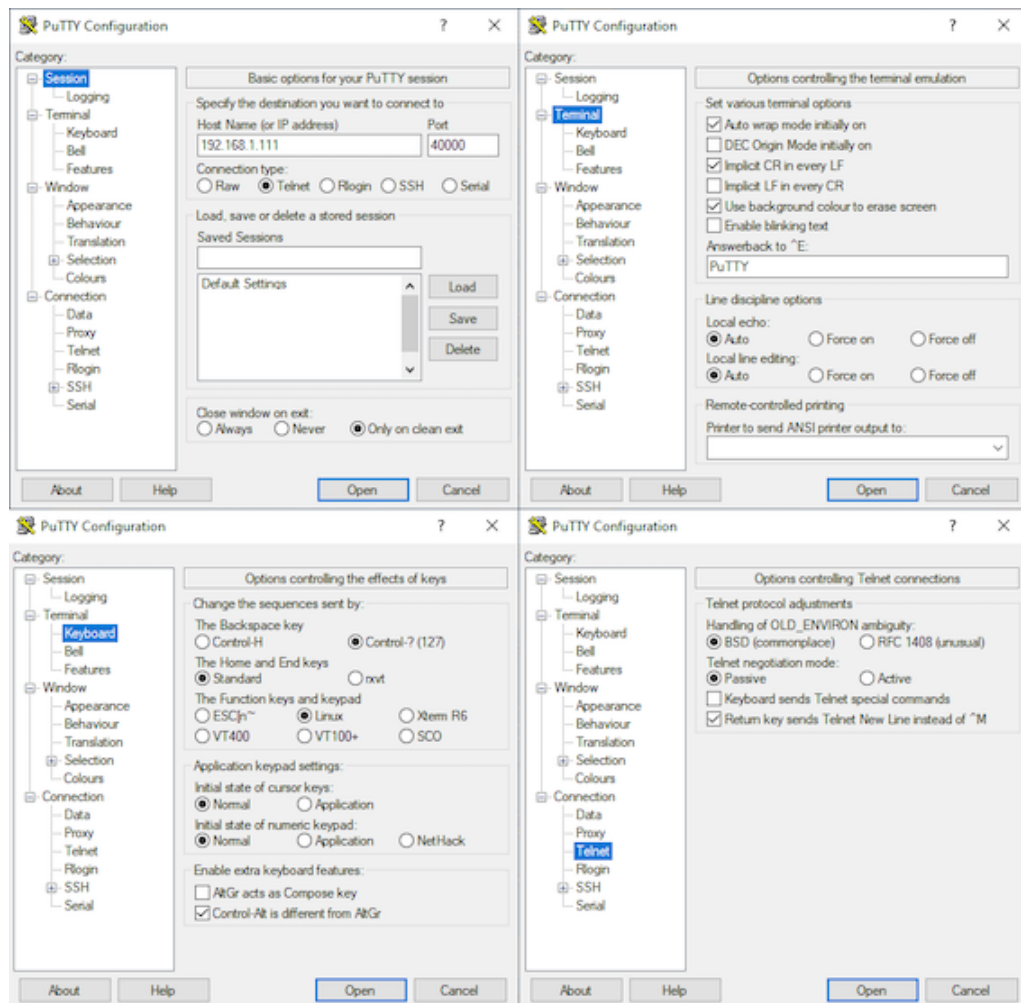 PuTTY Configuration ? ×
Category:
Session
Logging
Terminal
Keyboard
Bell
Features
Window
Appearance
Behaviour
Translation
Selection
Colours
Connection
Data
Proxy
Telnet
Rlogin
SSH
Serial
Basic options for your PuTTY session
Specify the destination you want to connect to
Host Name (or IP address) Port
192.168.1.111 40000
Connection type:
Raw Telnet Rlogin SSH Serial
Load, save or delete a stored session
Saved Sessions
Default Settings
Load
Save
Delete
Close window on exit:
Always Never Only on clean exit
About Help Open Cancel
PuTTY Configuration ? ×
Category:
Session
Logging
Terminal
Keyboard
Bell
Features
Window
Appearance
Behaviour
Translation
Selection
Colours
Connection
Data
Proxy
Telnet
Rlogin
SSH
Serial
Options controlling the terminal emulation
Set various terminal options
Auto wrap mode initially on
DEC Origin Mode initially on
Implicit CR in every LF
Implicit LF in every CR
Use background colour to erase screen
Enable blinking text
Answerback to ^E:
PuTTY
Line discipline options
Local echo:
Auto Force on Force off
Local line editing:
Auto Force on Force off
Remote-controlled printing
Printer to send ANSI printer output to:
About Help Open Cancel
PuTTY Configuration ? ×
Category:
Session
Logging
Terminal
Keyboard
Bell
Features
Window
Appearance
Behaviour
Translation
Selection
Colours
Connection
Data
Proxy
Telnet
Rlogin
SSH
Serial
Options controlling the effects of keys
Change the sequences sent by:
The Backspace key
Control-H Control-? (127)
The Home and End keys
Standard rxvt
The Function keys and keypad
ESC[n~ Linux Xterm R6
VT400 VT100+ SCO
Application keypad settings:
Initial state of cursor keys:
Normal Application
Initial state of numeric keypad:
Normal Application NetHack
Enable extra keyboard features:
AltGr acts as Compose key
Control-Alt is different from AltGr
About Help Open Cancel
PuTTY Configuration ? ×
Category:
Session
Logging
Terminal
Keyboard
Bell
Features
Window
Appearance
Behaviour
Translation
Selection
Colours
Connection
Data
Proxy
Telnet
Rlogin
SSH
Serial
Options controlling Telnet connections
Telnet protocol adjustments
Handling of OLD_ENVIRON ambiguity:
BSD (commonplace) RFC 1408 (unusual)
Telnet negotiation mode:
Passive Active
Keyboard sends Telnet special commands
Return key sends Telnet New Line instead of ^M
About Help Open Cancel